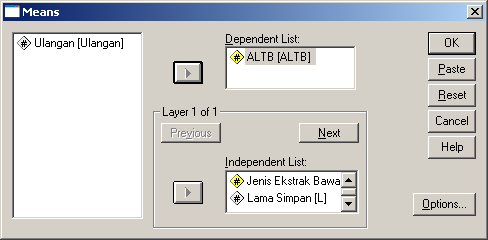 Means
Ulangan [Ulangan]
Dependent List:
ALTB [ALTB]
Layer 1 of 1
Previous
Next
Independent List:
Jenis Ekstrak Bawa
Lama Simpan [L]
OK
Paste
Reset
Cancel
Help
Options...